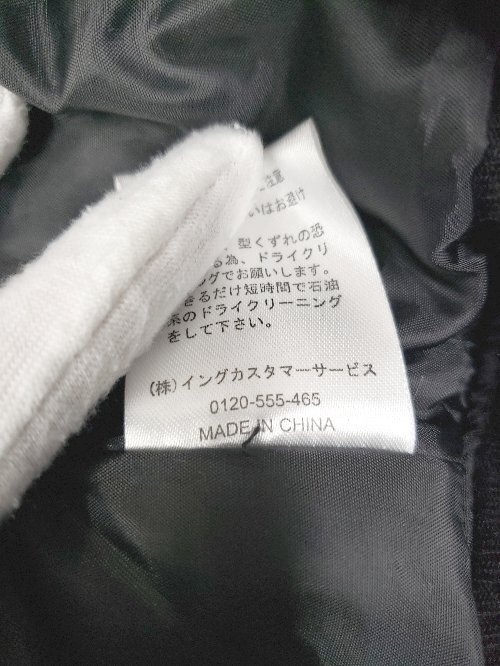 注意
いはお避け
、型くずれの恐
る為、ドライクリ
ングでお願いします。
きるだけ短時間で石油
系のドライクリーニング
をして下さい。
(株)イングカスタマーサービス
0120-555-465
MADE IN CHINA